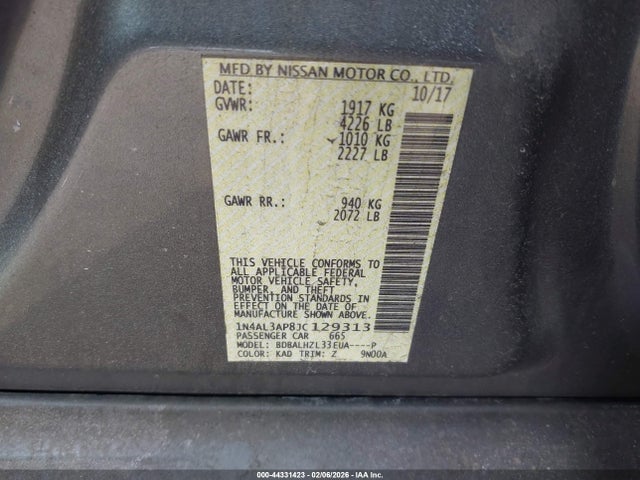 MFD BY NISSAN MOTOR CO., LTD.
DATE: 10/17
GVWR: 1917 KG
4226 LB
GAWR FR.: 1010 KG
2227 LB
GAWR RR.: 940 KG
2072 LB
THIS VEHICLE CONFORMS TO
ALL APPLICABLE FEDERAL
MOTOR VEHICLE SAFETY,
BUMPER, AND THEFT
PREVENTION STANDARDS IN
EFFECT ON THE DATE OF
MANUFACTURE SHOWN ABOVE.
1N4AL3AP8JC129313
PASSENGER CAR 665
MODEL: BDBALHZL33EUA----P
COLOR: KAD TRIM: Z 9N00A
000-44331423 - 02/06/2026 - IAA Inc.